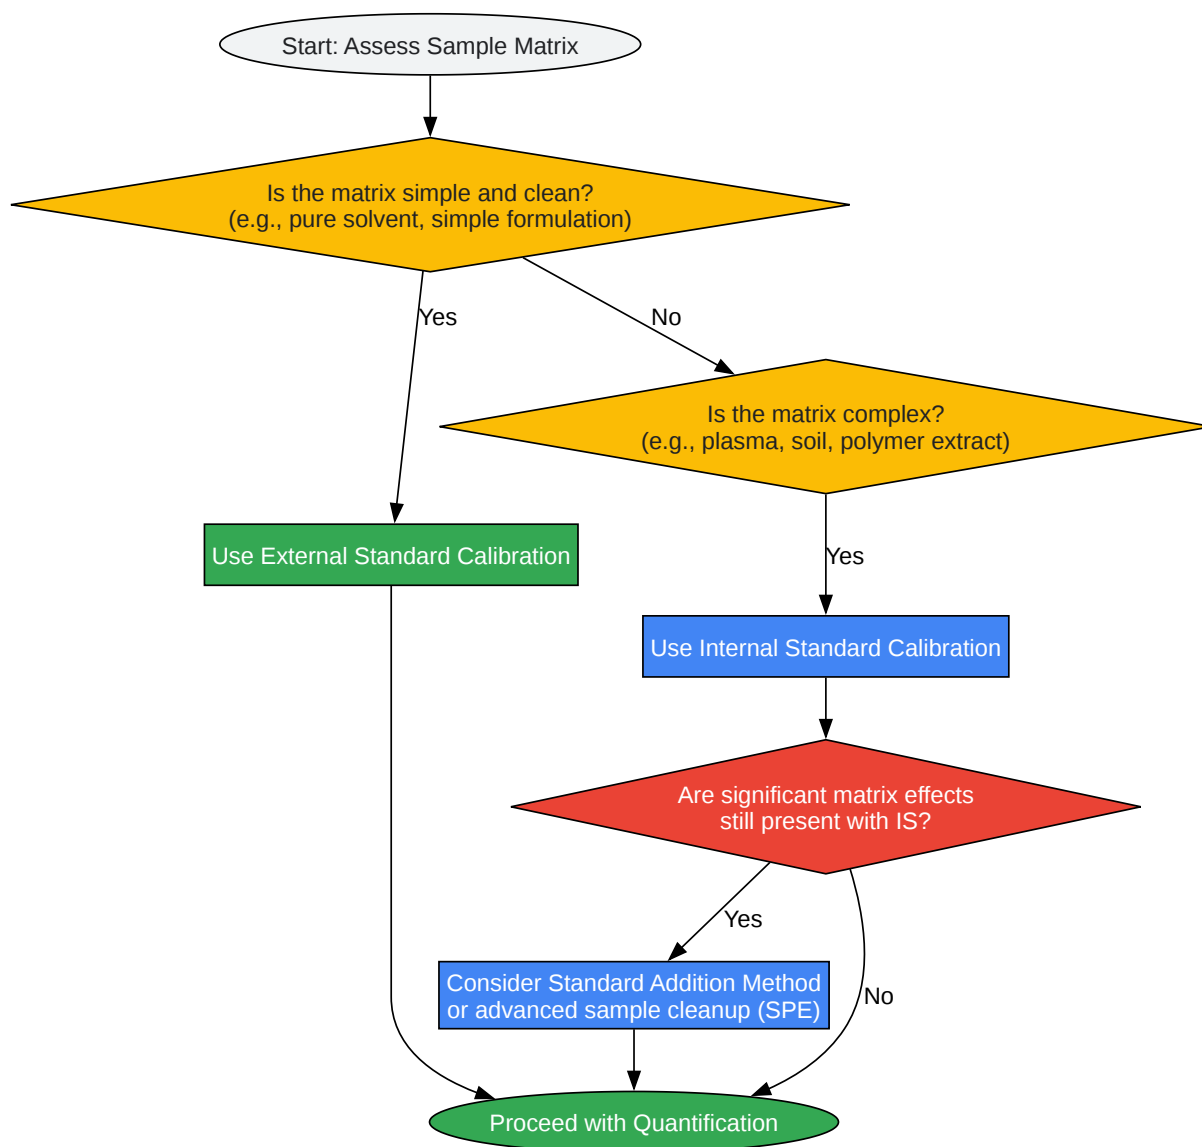 Start: Assess Sample Matrix
Is the matrix simple and clean?
(e.g., pure solvent, simple formulation)
Yes
No
Is the matrix complex?
(e.g., plasma, soil, polymer extract)
Use External Standard Calibration
Yes
Use Internal Standard Calibration
Are significant matrix effects
still present with IS?
Yes
No
Consider Standard Addition Method
or advanced sample cleanup (SPE)
Proceed with Quantification